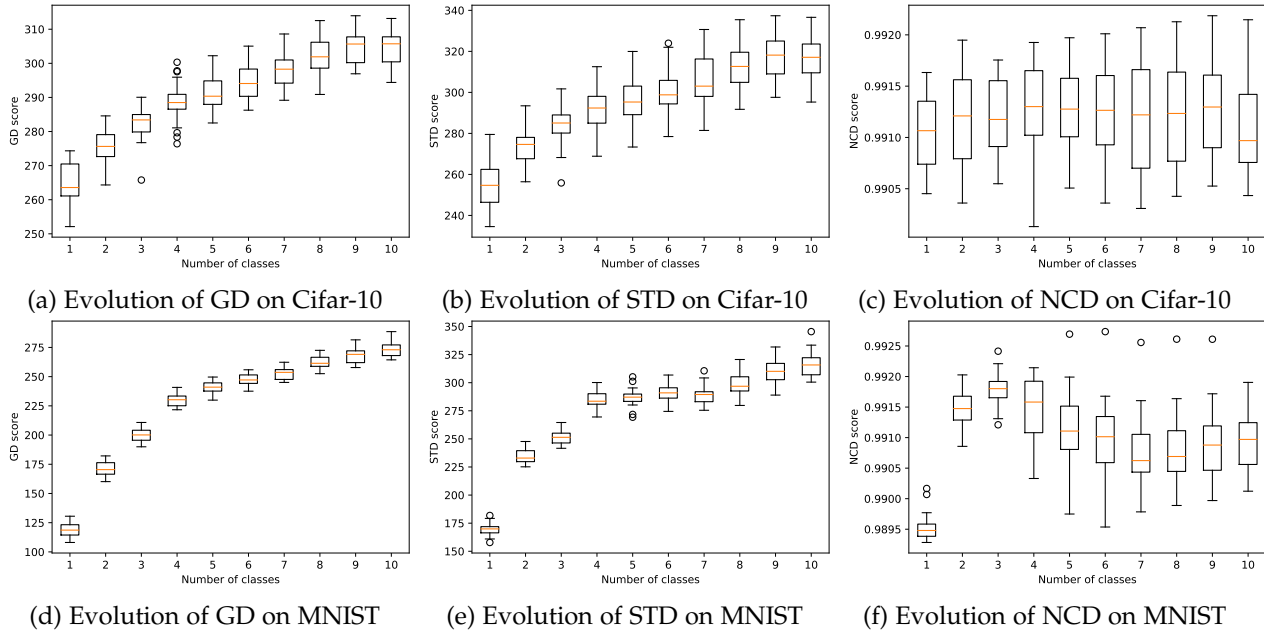 310
300
290
280
270
260
250
GD score
1 2 3 4 5 6 7 8 9 10
Number of classes
(a) Evolution of GD on Cifar-10
340
320
300
280
260
240
STD score
1 2 3 4 5 6 7 8 9 10
Number of classes
(b) Evolution of STD on Cifar-10
0.9920
0.9915
0.9910
0.9905
NCD score
1 2 3 4 5 6 7 8 9 10
Number of classes
(c) Evolution of NCD on Cifar-10
275
250
225
200
175
150
125
100
GD score
1 2 3 4 5 6 7 8 9 10
Number of classes
(d) Evolution of GD on MNIST
350
325
300
275
250
225
200
175
150
STD score
1 2 3 4 5 6 7 8 9 10
Number of classes
(e) Evolution of STD on MNIST
0.9925
0.9920
0.9915
0.9910
0.9905
0.9900
0.9895
NCD score
1 2 3 4 5 6 7 8 9 10
Number of classes
(f) Evolution of NCD on MNIST